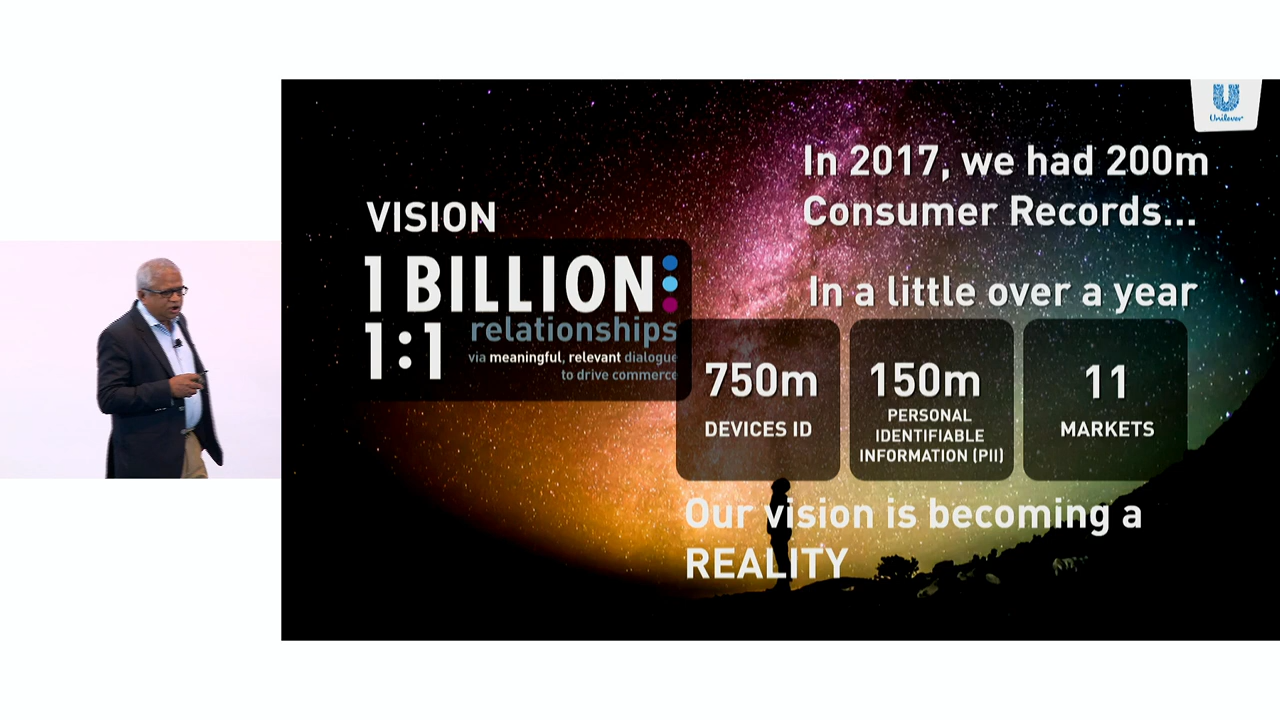 Unilever
In 2017, we had 200m
Consumer Records...
VISION
1 BILLION
1:1 relationships
via meaningful, relevant dialogue
to drive commerce
In a little over a year
750m
DEVICES ID
150m
PERSONAL
IDENTIFIABLE
INFORMATION (PII)
11
MARKETS
Our vision is becoming a
REALITY